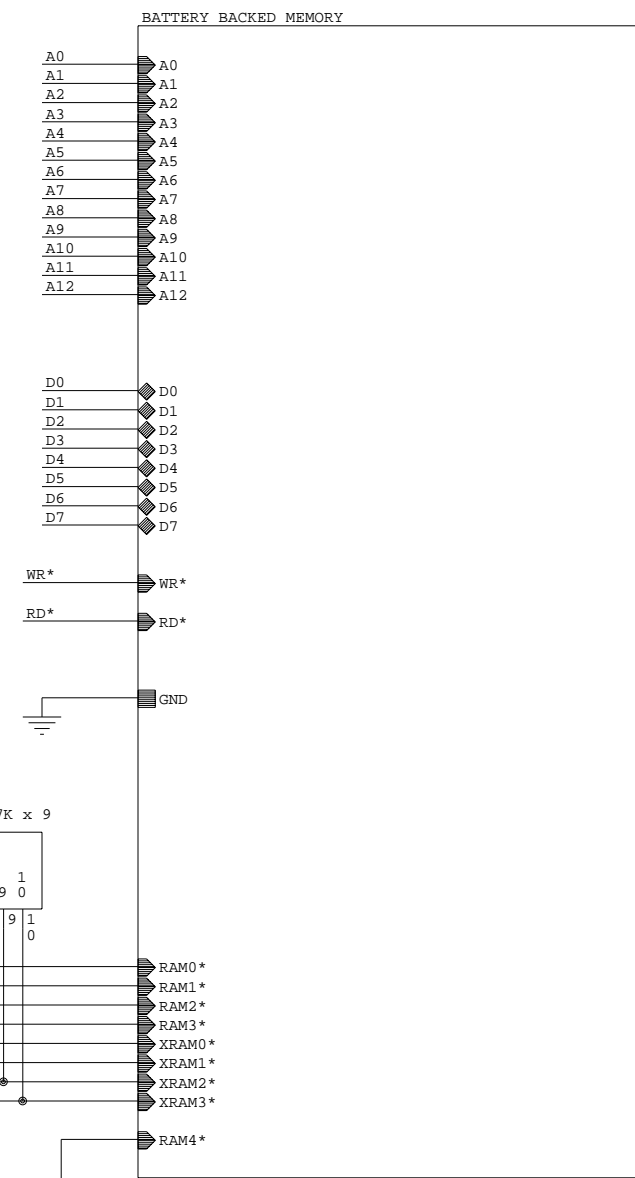 BATTERY BACKED MEMORY
A0 A0
A1 A1
A2 A2
A3 A3
A4 A4
A5 A5
A6 A6
A7 A7
A8 A8
A9 A9
A10 A10
A11 A11
A12 A12
D0 D0
D1 D1
D2 D2
D3 D3
D4 D4
D5 D5
D6 D6
D7 D7
WR* WR*
RD* RD*
GND
7K x 9
1
9 0
9 1
0
RAM0*
RAM1*
RAM2*
RAM3*
XRAM0*
XRAM1*
XRAM2*
XRAM3*
RAM4*